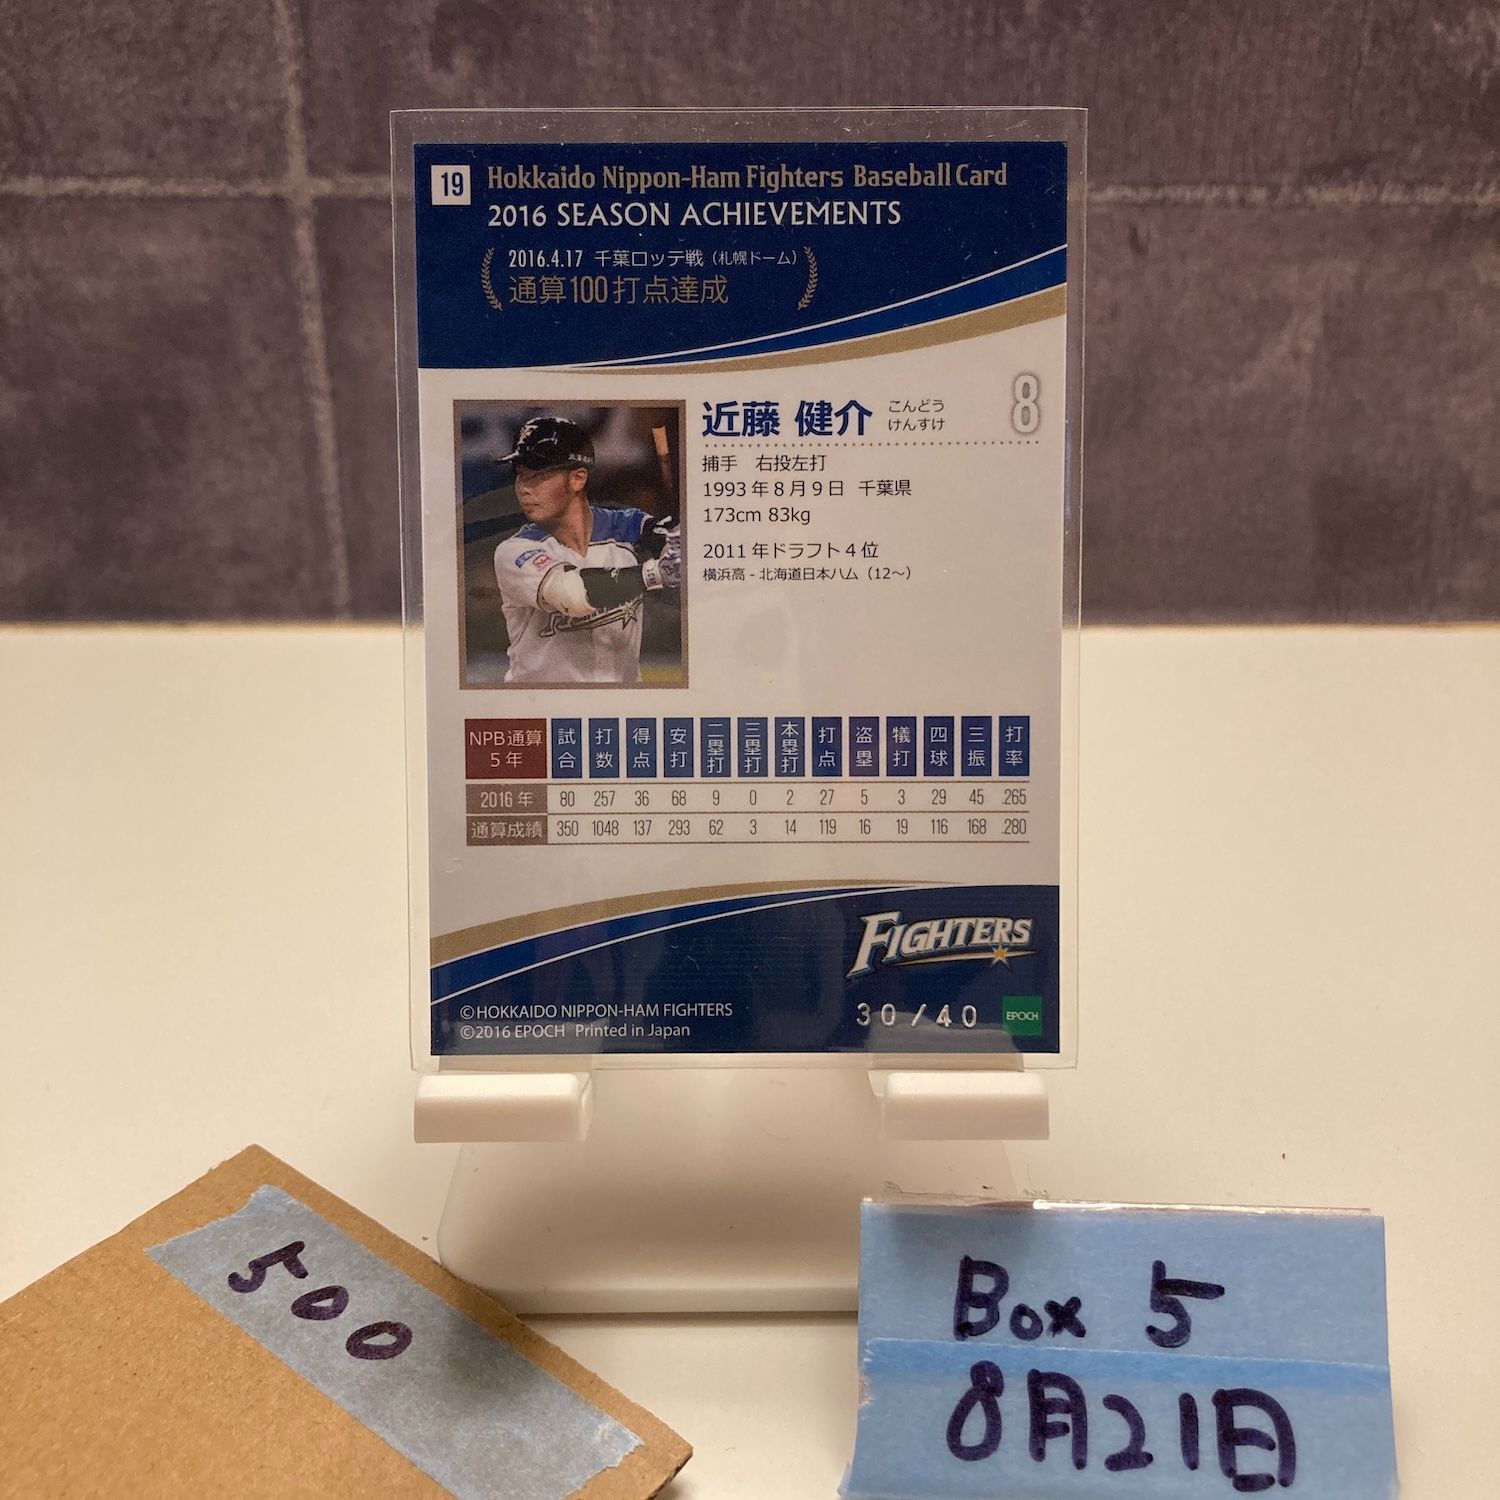 19 Hokkaido Nippon-Ham Fighters Baseball Card
2016 SEASON ACHIEVEMENTS
2016.4.17 千葉ロッテ戦（札幌ドーム）
通算100打点達成
近藤 健介 こんどう けんすけ 8
捕手 右投左打
1993年8月9日 千葉県
173cm 83kg
2011年ドラフト4位
横浜高 - 北海道日本ハム（12〜）
NPB通算5年 試合 打数 得点 安打 二塁打 三塁打 本塁打 打点 盗塁 犠打 四球 三振 打率
2016年 80 257 36 68 9 0 2 27 5 3 29 45 .265
通算成績 350 1048 137 293 62 3 14 119 16 19 116 168 .280
FIGHTERS
©HOKKAIDO NIPPON-HAM FIGHTERS
©2016 EPOCH Printed in Japan
30/40
EPOCH
500
Box 5
8月21日